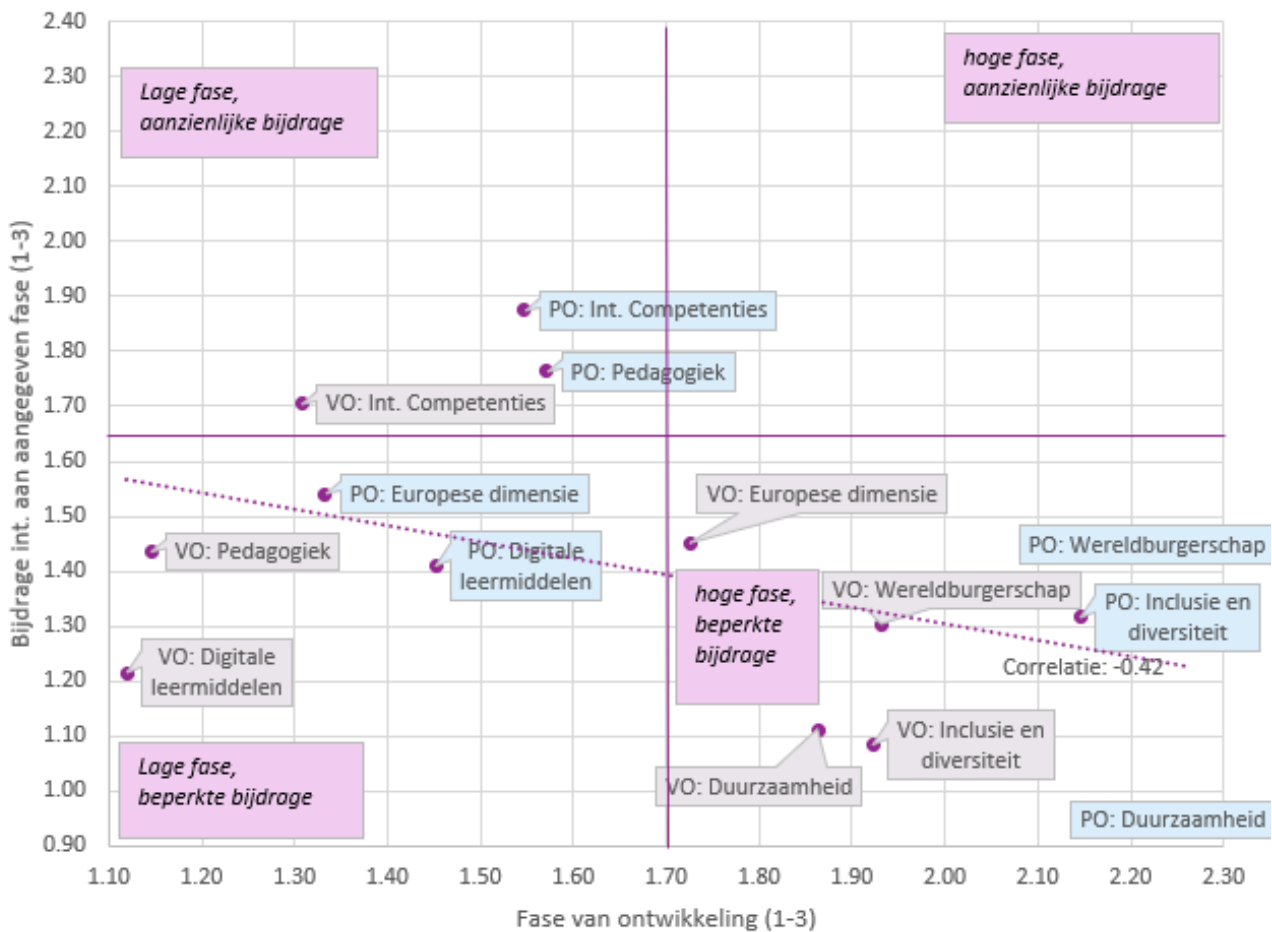 2.40
2.30
2.20
2.10
2.00
1.90
1.80
1.70
1.60
1.50
1.40
1.30
1.20
1.10
1.00
0.90
Bijdrage int. aan aangegeven fase (1-3)
Lage fase,
aanzienlijke bijdrage
hoge fase,
aanzienlijke bijdrage
PO: Int. Competenties
PO: Pedagogiek
VO: Int. Competenties
PO: Europese dimensie
VO: Europese dimensie
VO: Pedagogiek
PO: Digitale
leermiddelen
PO: Wereldburgerschap
hoge fase,
beperkte
bijdrage
VO: Wereldburgerschap
PO: Inclusie en
diversiteit
Correlatie: -0.42
VO: Digitale
leermiddelen
VO: Inclusie en
diversiteit
VO: Duurzaamheid
Lage fase,
beperkte bijdrage
PO: Duurzaamheid
1.10 1.20 1.30 1.40 1.50 1.60 1.70 1.80 1.90 2.00 2.10 2.20 2.30
Fase van ontwikkeling (1-3)